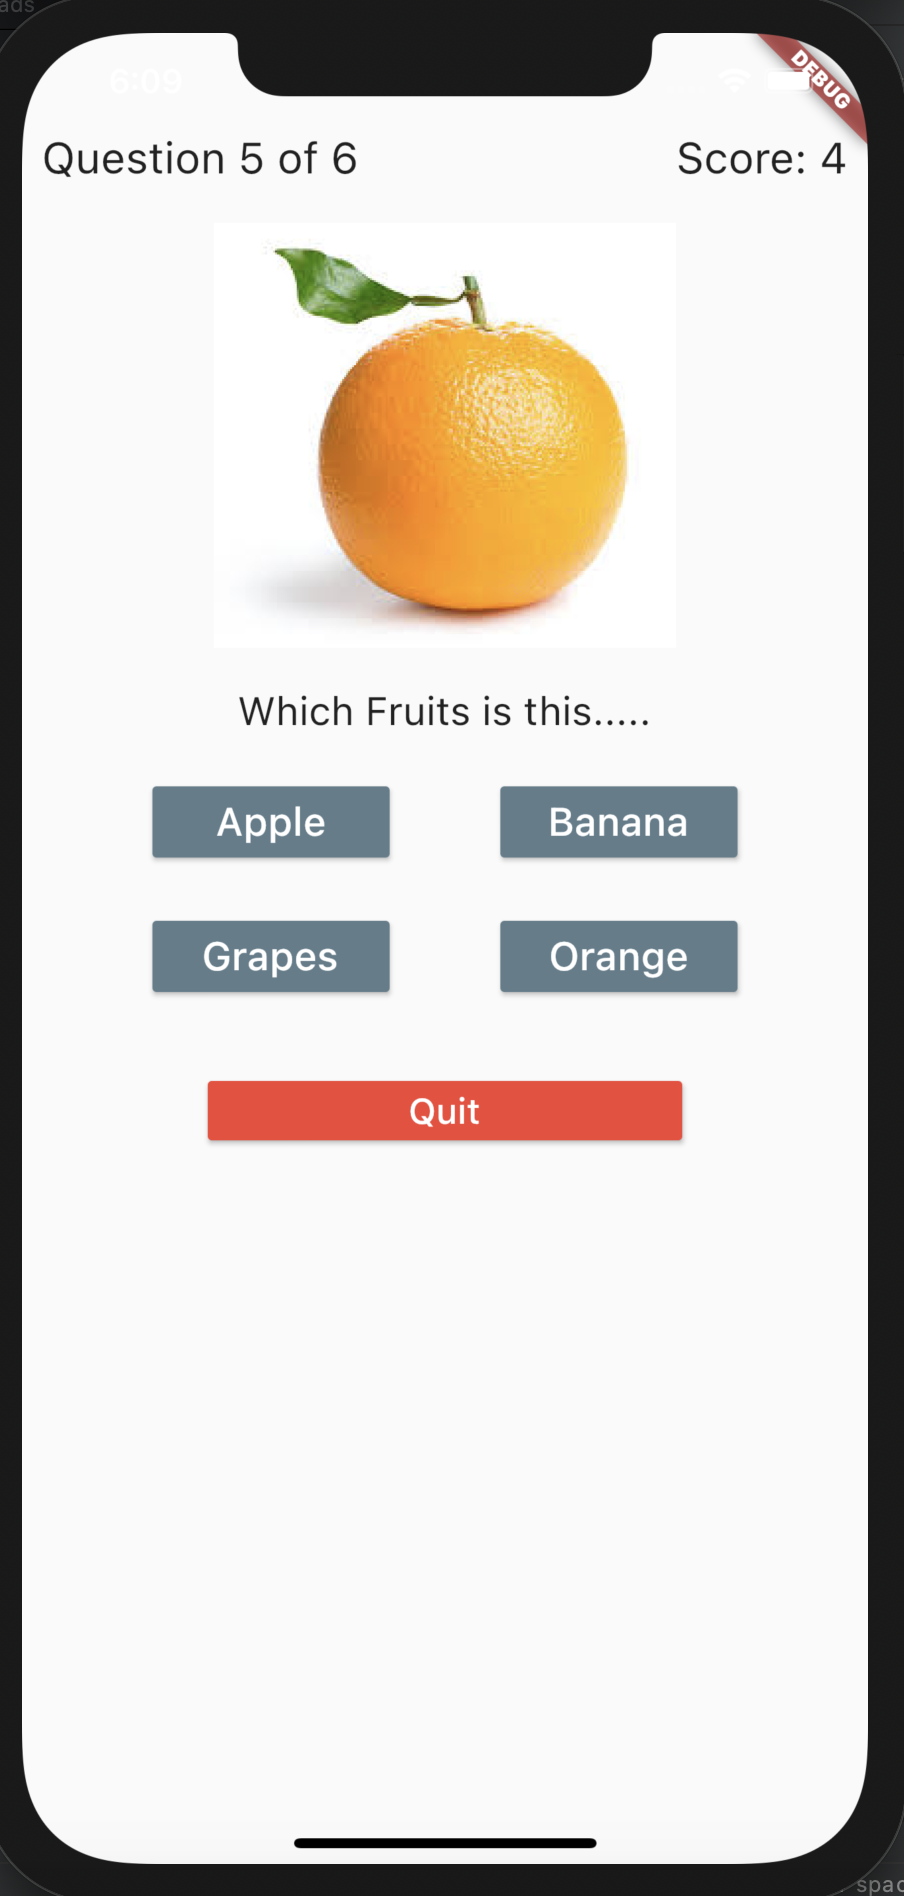 ads
6:09
DEBUG
Question 5 of 6
Score: 4
Which Fruits is this.....
Apple
Banana
Grapes
Orange
Quit
spac